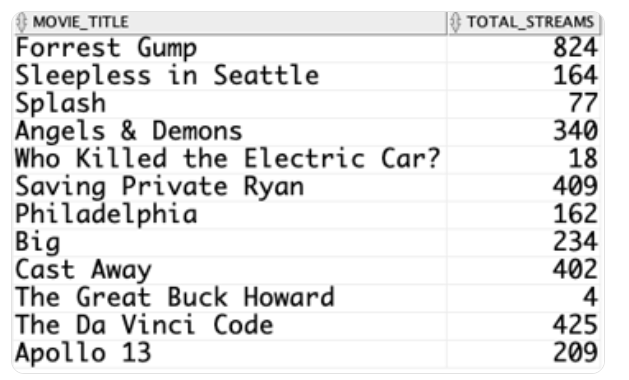 MOVIE_TITLE TOTAL_STREAMS
Forrest Gump 824
Sleepless in Seattle 164
Splash 77
Angels & Demons 340
Who Killed the Electric Car? 18
Saving Private Ryan 409
Philadelphia 162
Big 234
Cast Away 402
The Great Buck Howard 4
The Da Vinci Code 425
Apollo 13 209